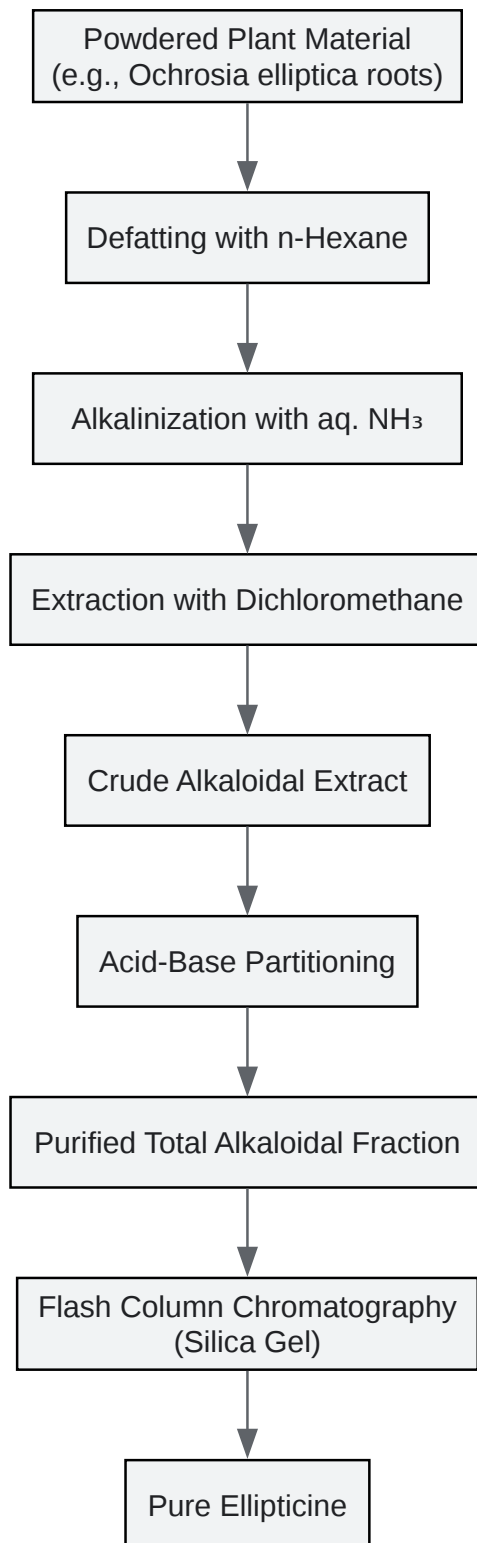 Powdered Plant Material
(e.g., Ochrosia elliptica roots)
Defatting with n-Hexane
Alkalinization with aq. NH₃
Extraction with Dichloromethane
Crude Alkaloidal Extract
Acid-Base Partitioning
Purified Total Alkaloidal Fraction
Flash Column Chromatography
(Silica Gel)
Pure Ellipticine